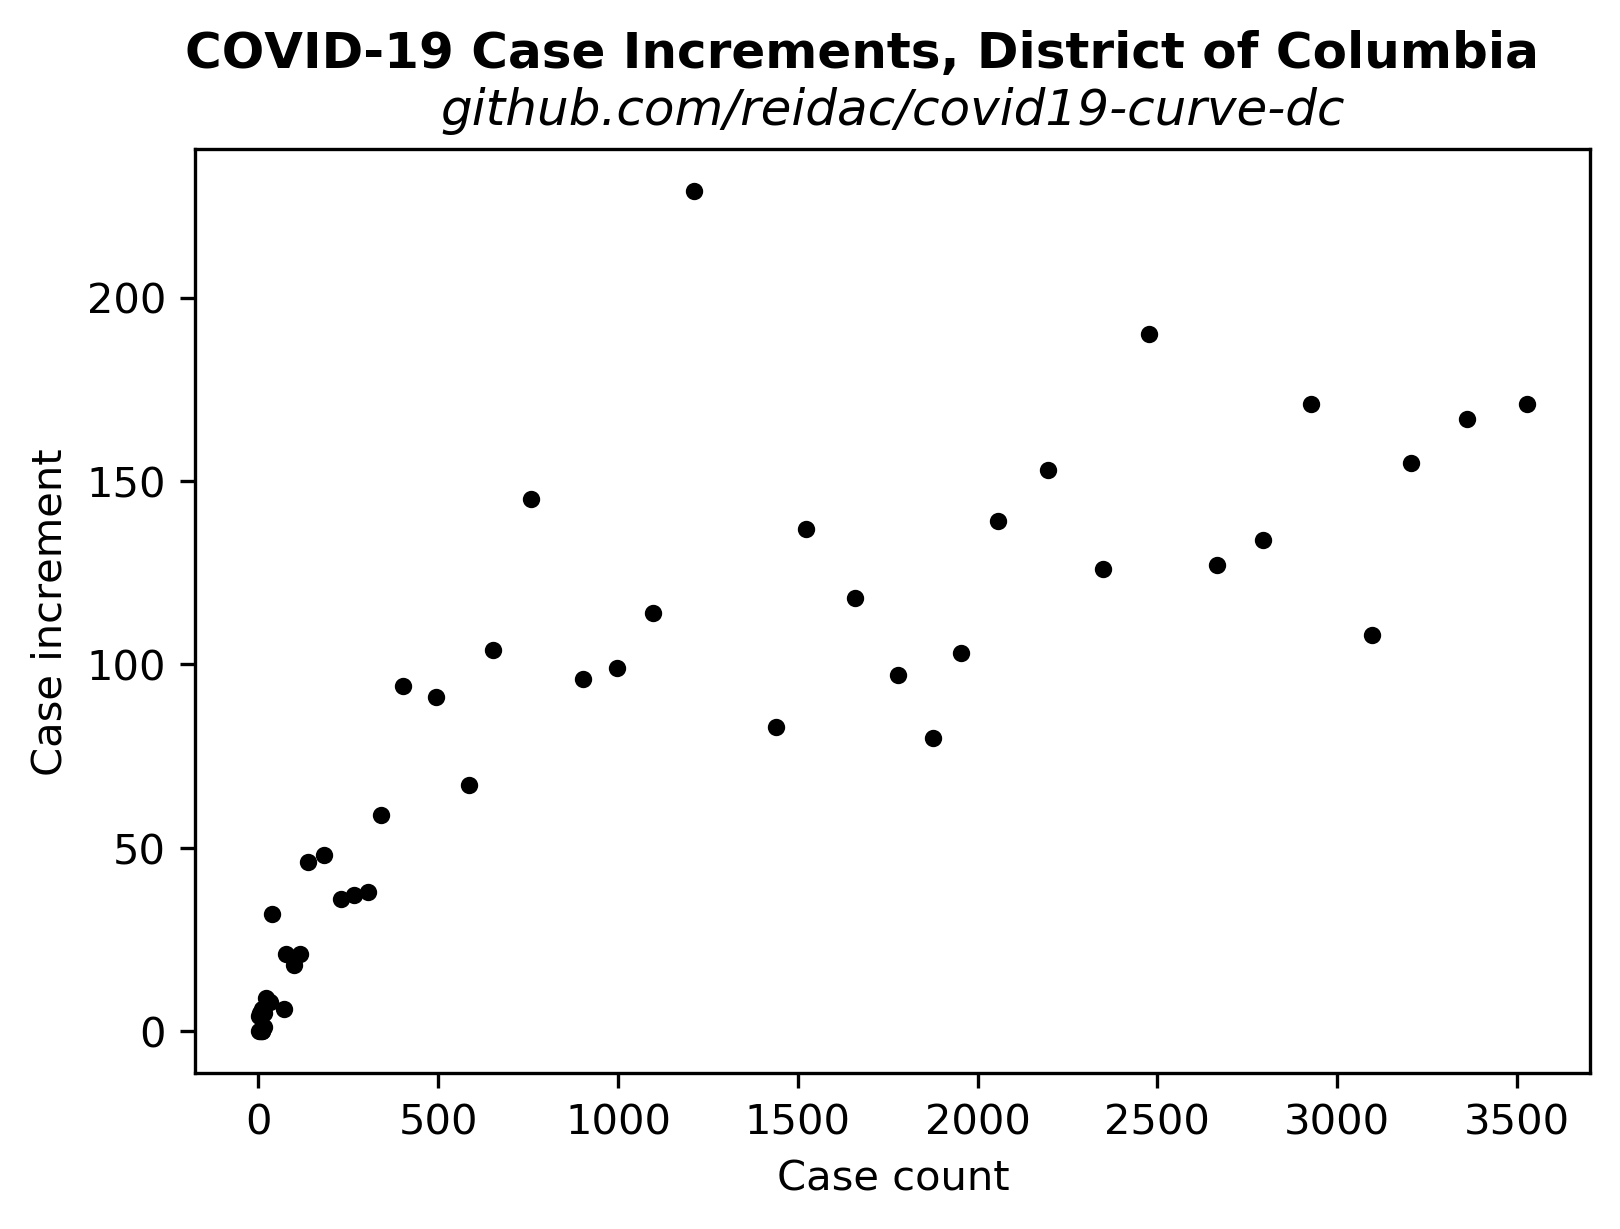 COVID-19 Case Increments, District of Columbia
github.com/reidac/covid19-curve-dc
200
150
100
50
0
Case increment
0 500 1000 1500 2000 2500 3000 3500
Case count